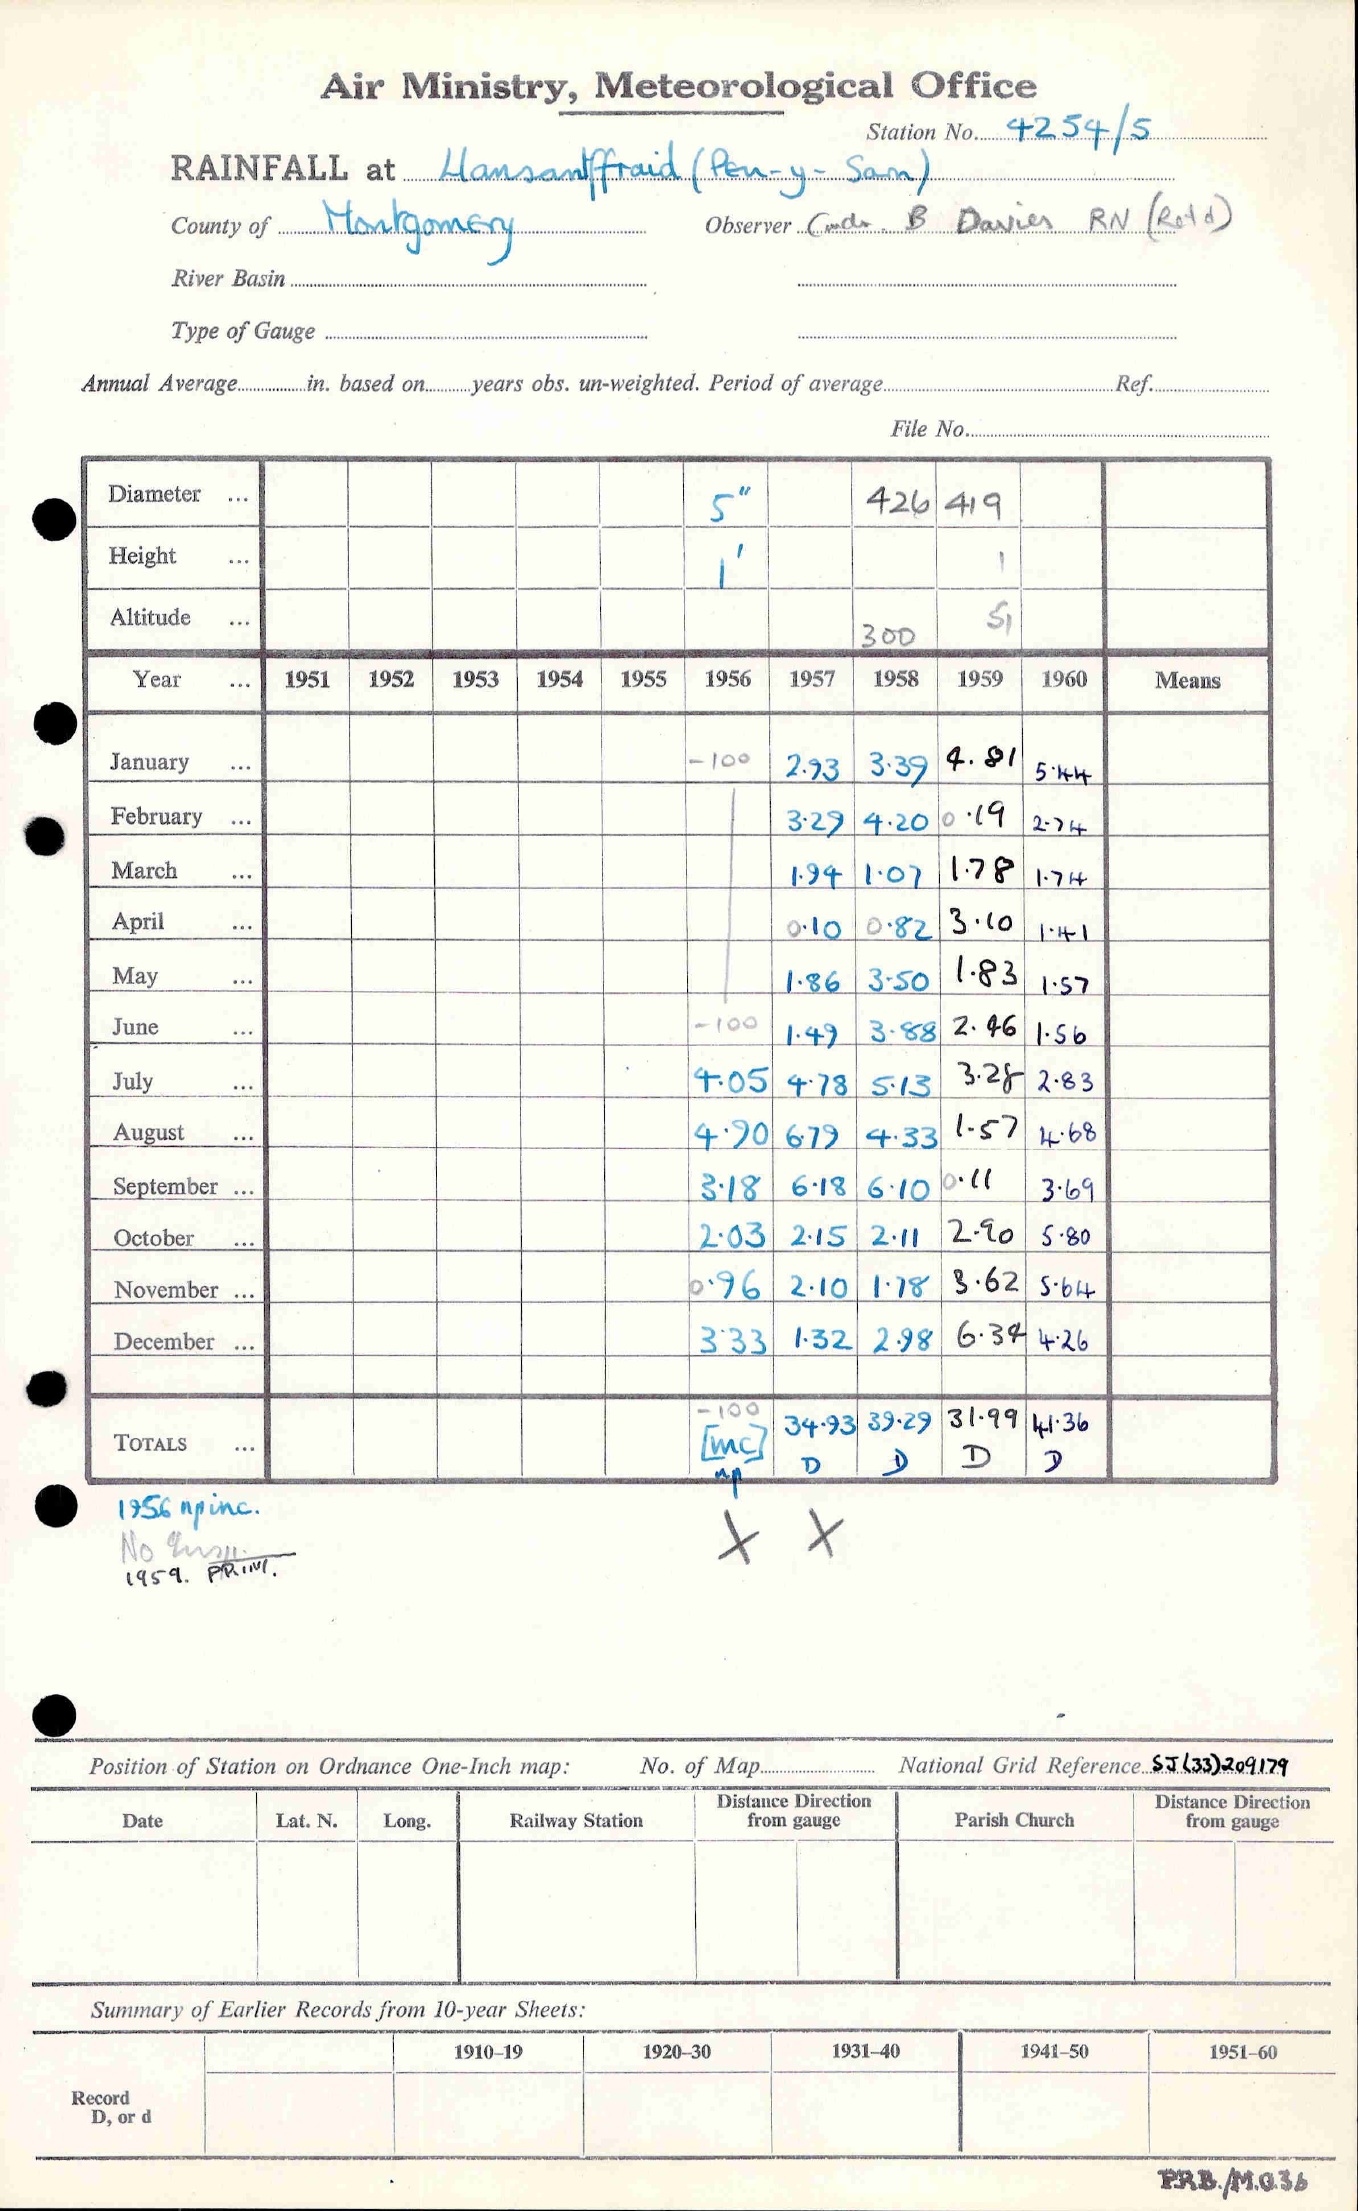 Air Ministry, Meteorological Office
Station No. 4254/5
RAINFALL at Llansantffraid (Pen-y-Sarn)
County of Montgomery Observer Cmdr. B Davies RN (Retd)
River Basin
Type of Gauge
Annual Average in. based on years obs. un-weighted. Period of average Ref.
File No.
Diameter ... 5" 426 419
Height ... 1' 1
Altitude ... 300
Year ... 1951 1952 1953 1954 1955 1956 1957 1958 1959 1960 Means
January ... -100 2.93 3.39 4.81 5.44
February ... 3.29 4.20 0.19 2.74
March ... 1.94 1.07 1.78 1.74
April ... 0.10 0.82 3.10 1.41
May ... 1.86 3.50 1.83 1.57
June ... -100 1.49 3.88 2.46 1.56
July ... 4.05 4.78 5.13 3.28 2.83
August ... 4.90 6.79 4.33 1.57 4.68
September ... 3.18 6.18 6.10 0.11 3.69
October ... 2.03 2.15 2.11 2.90 5.80
November ... 0.96 2.10 1.78 3.62 5.64
December ... 3.33 1.32 2.98 6.34 4.26
-100
TOTALS ... [inc] 34.93 39.29 31.99 41.36
np D D D D
1956 np inc. X X
No
1959. PRIM.
Position of Station on Ordnance One-Inch map: No. of Map National Grid Reference SJ(33)209179
Date Lat. N. Long. Railway Station Distance Direction from gauge Parish Church Distance Direction from gauge
Summary of Earlier Records from 10-year Sheets:
1910–19 1920–30 1931–40 1941–50 1951–60
Record
D, or d
P.R.B./M.O.36